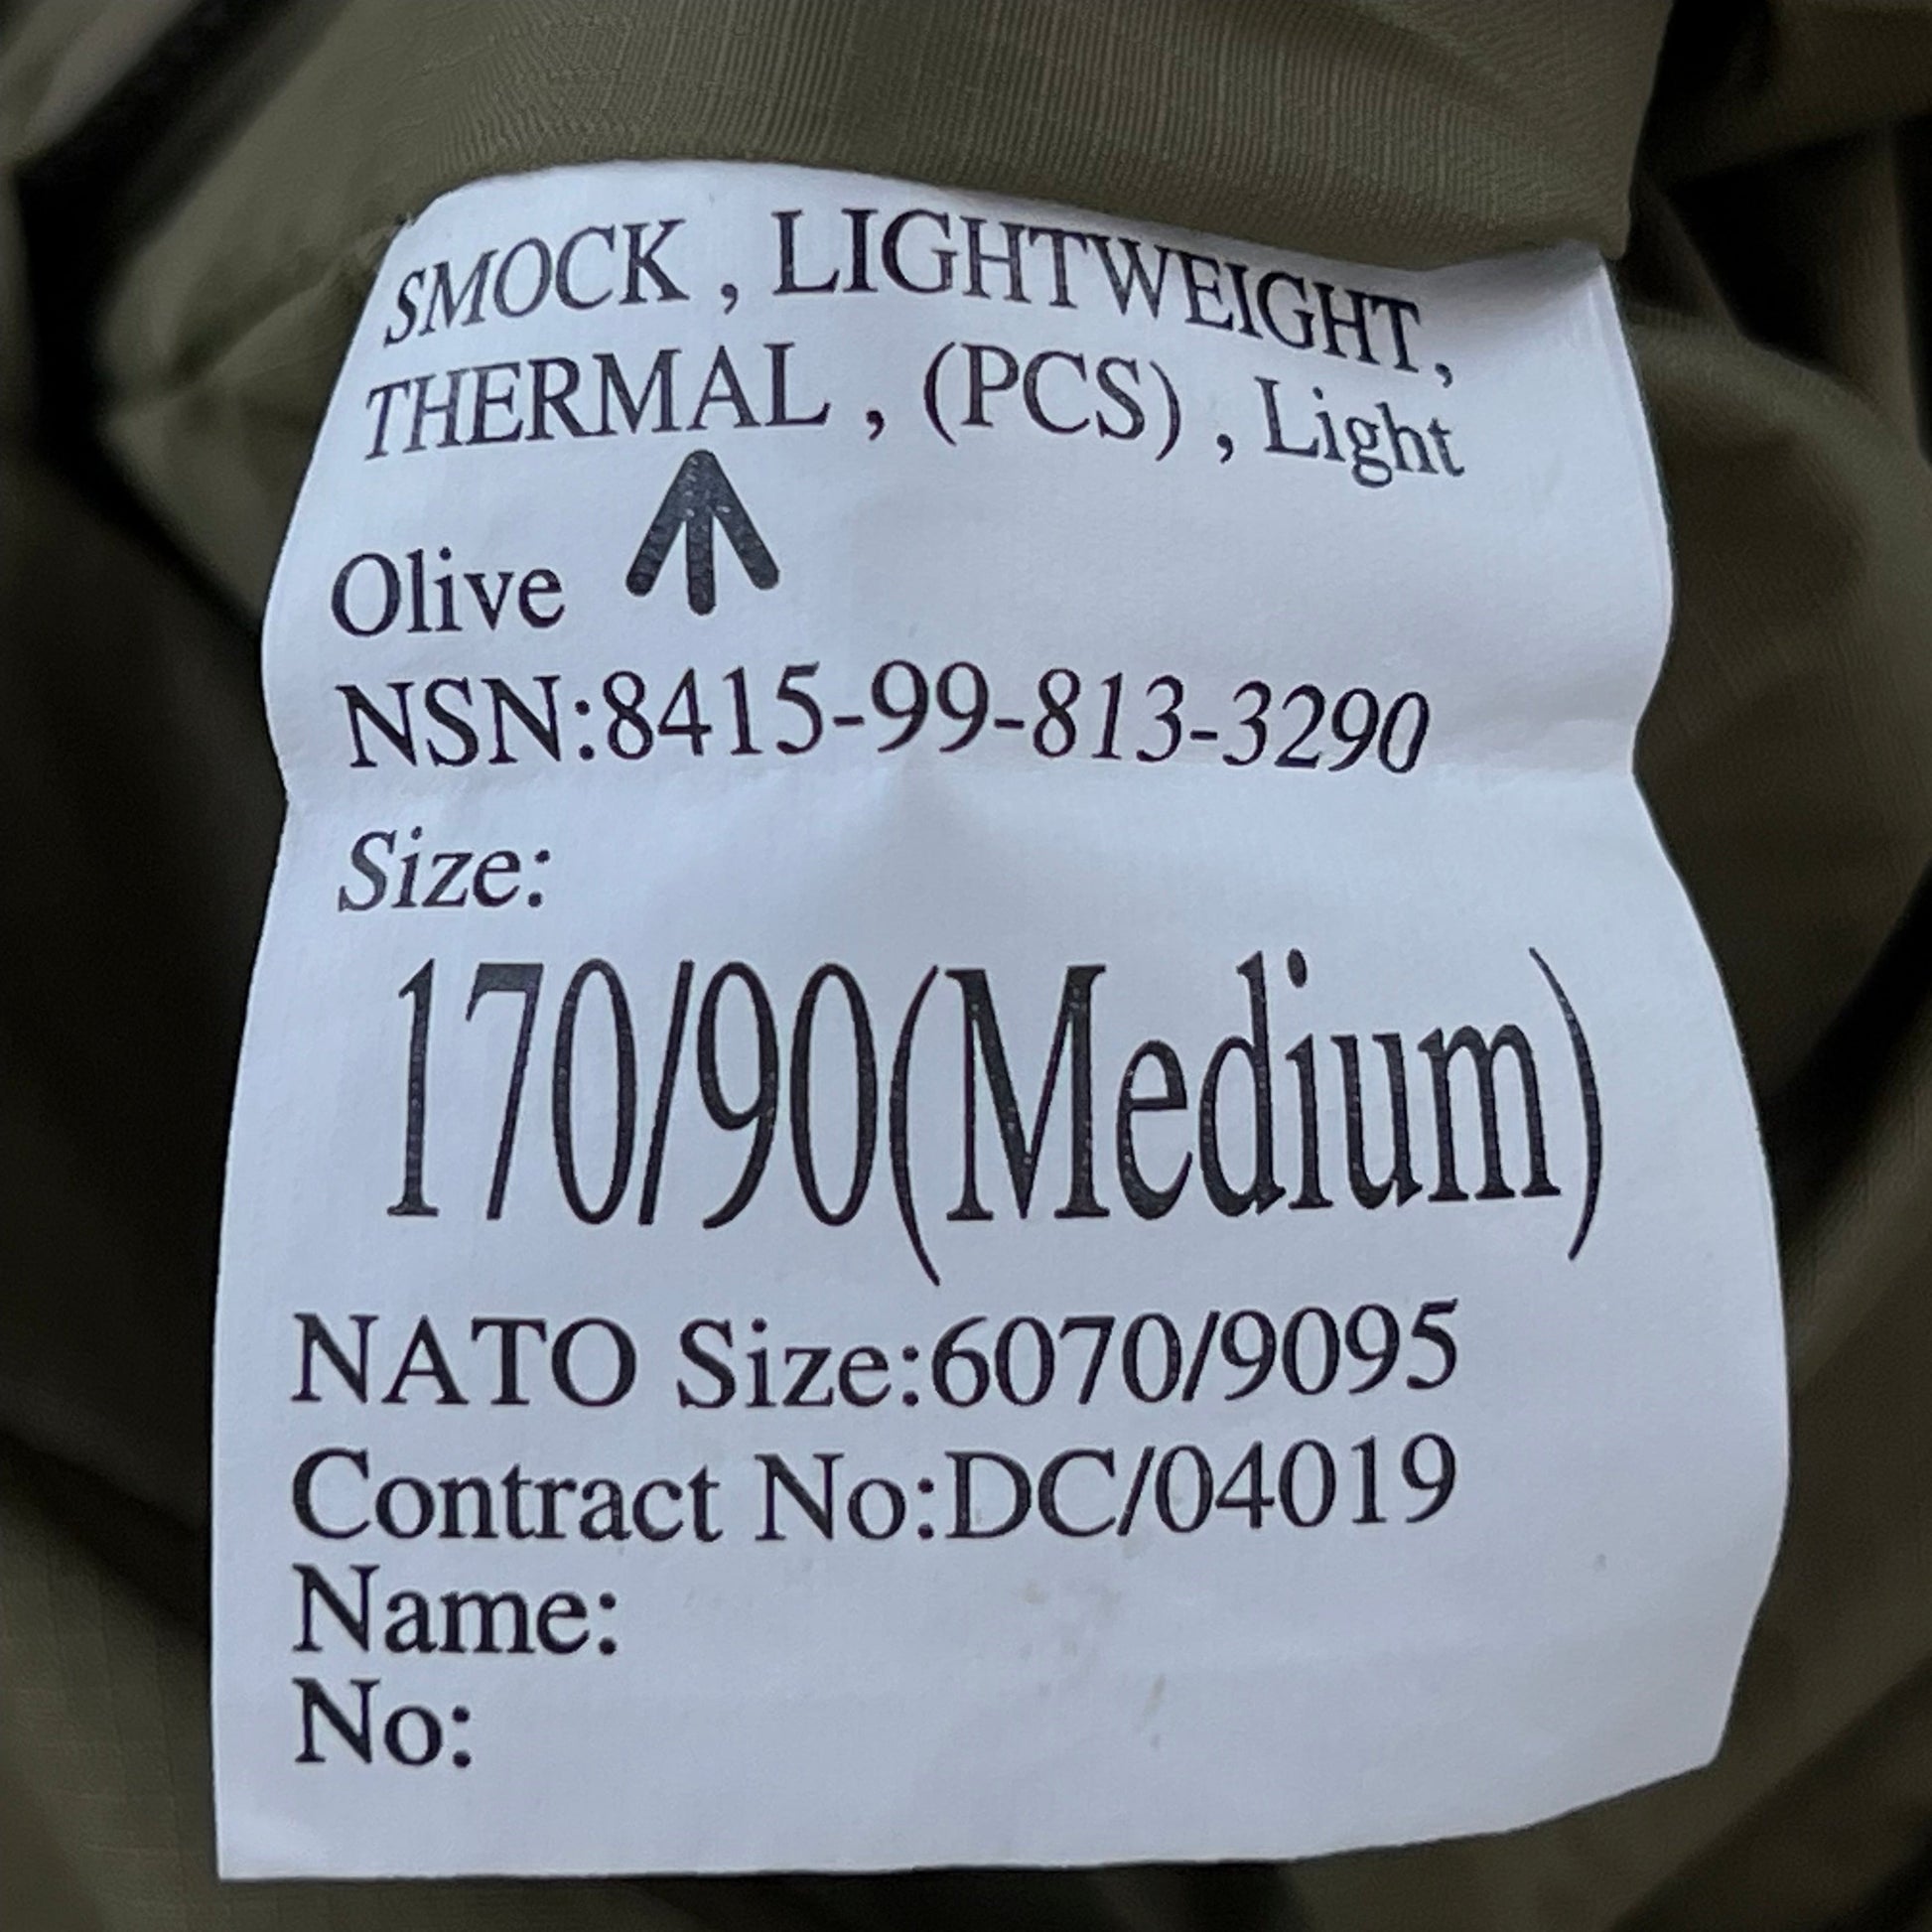 SMOCK , LIGHTWEIGHT,
THERMAL , (PCS) , Light
Olive
NSN:8415-99-813-3290
Size:
170/90(Medium)
NATO Size:6070/9095
Contract No:DC/04019
Name:
No: